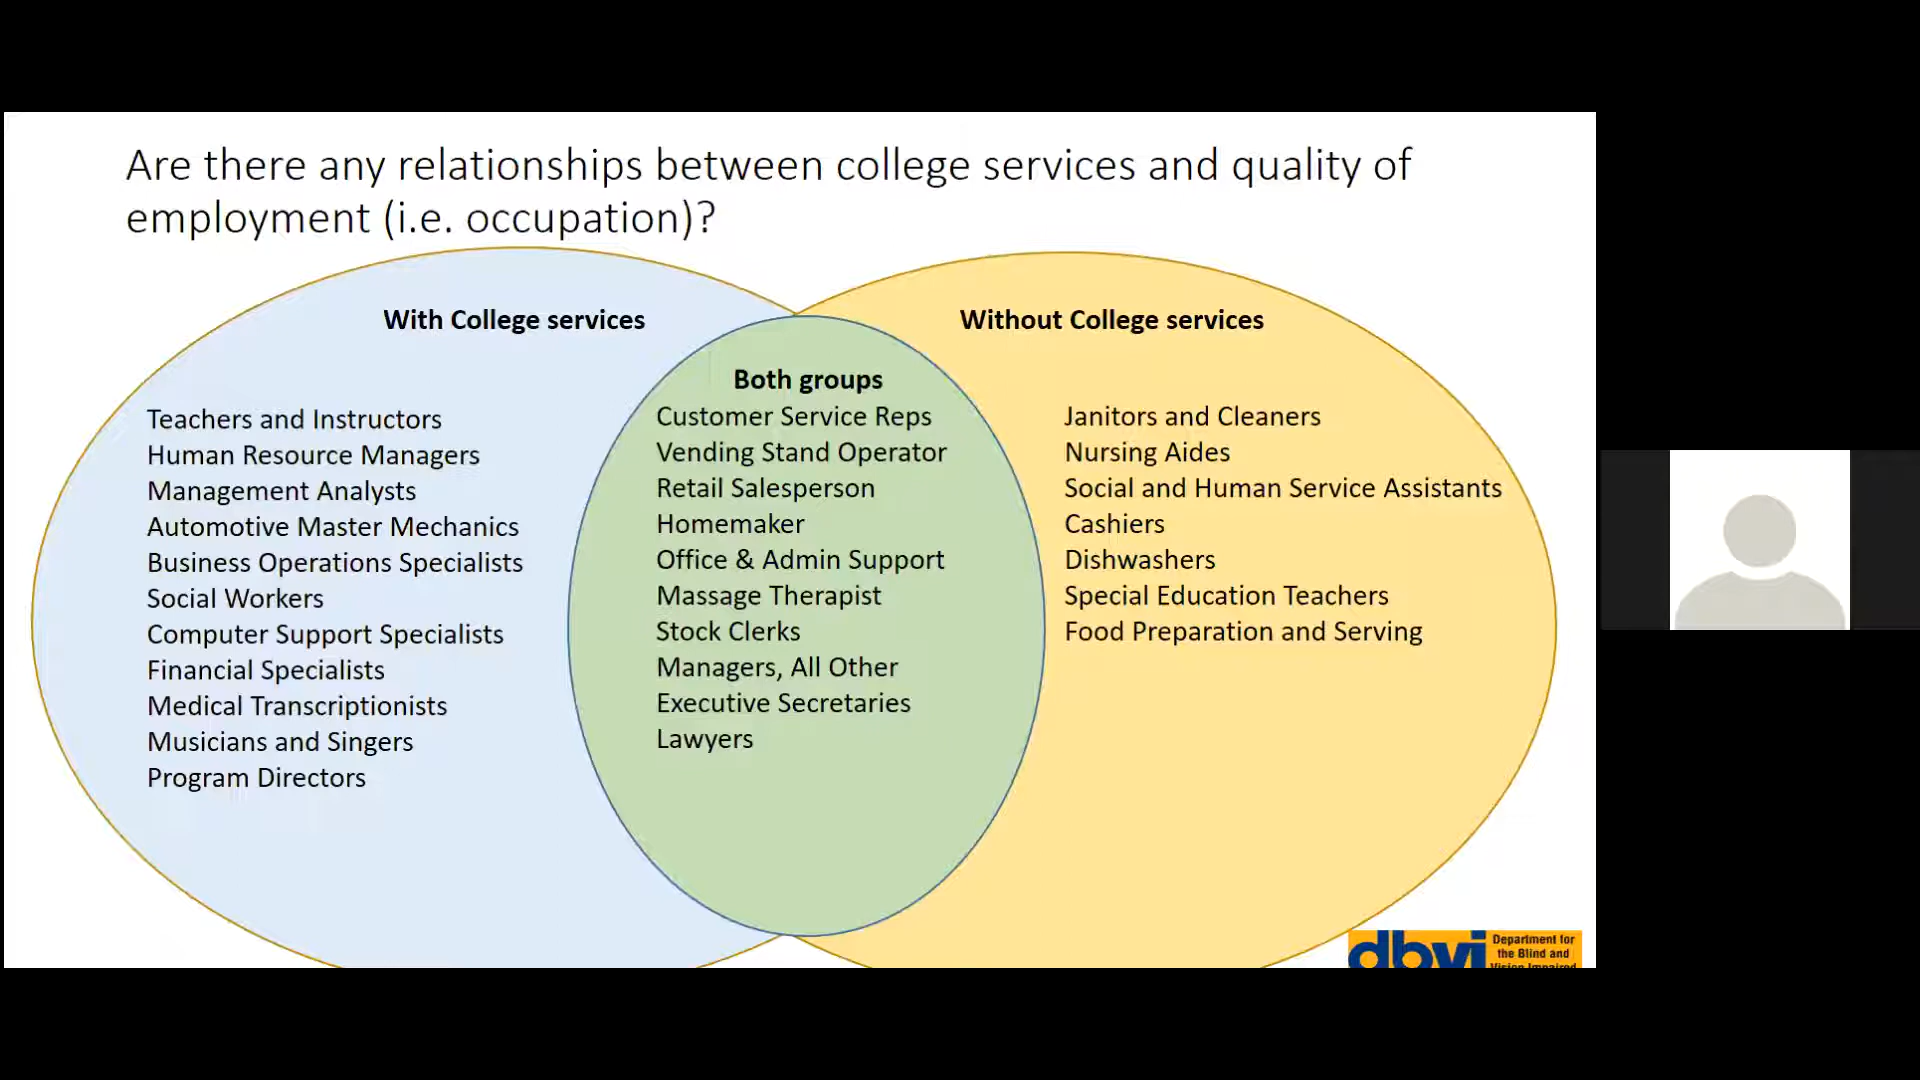 Are there any relationships between college services and quality of
employment (i.e. occupation)?
With College services
Teachers and Instructors
Human Resource Managers
Management Analysts
Automotive Master Mechanics
Business Operations Specialists
Social Workers
Computer Support Specialists
Financial Specialists
Medical Transcriptionists
Musicians and Singers
Program Directors
Both groups
Customer Service Reps
Vending Stand Operator
Retail Salesperson
Homemaker
Office & Admin Support
Massage Therapist
Stock Clerks
Managers, All Other
Executive Secretaries
Lawyers
Without College services
Janitors and Cleaners
Nursing Aides
Social and Human Service Assistants
Cashiers
Dishwashers
Special Education Teachers
Food Preparation and Serving
dbvi
Department for
the Blind and
Vision Impaired